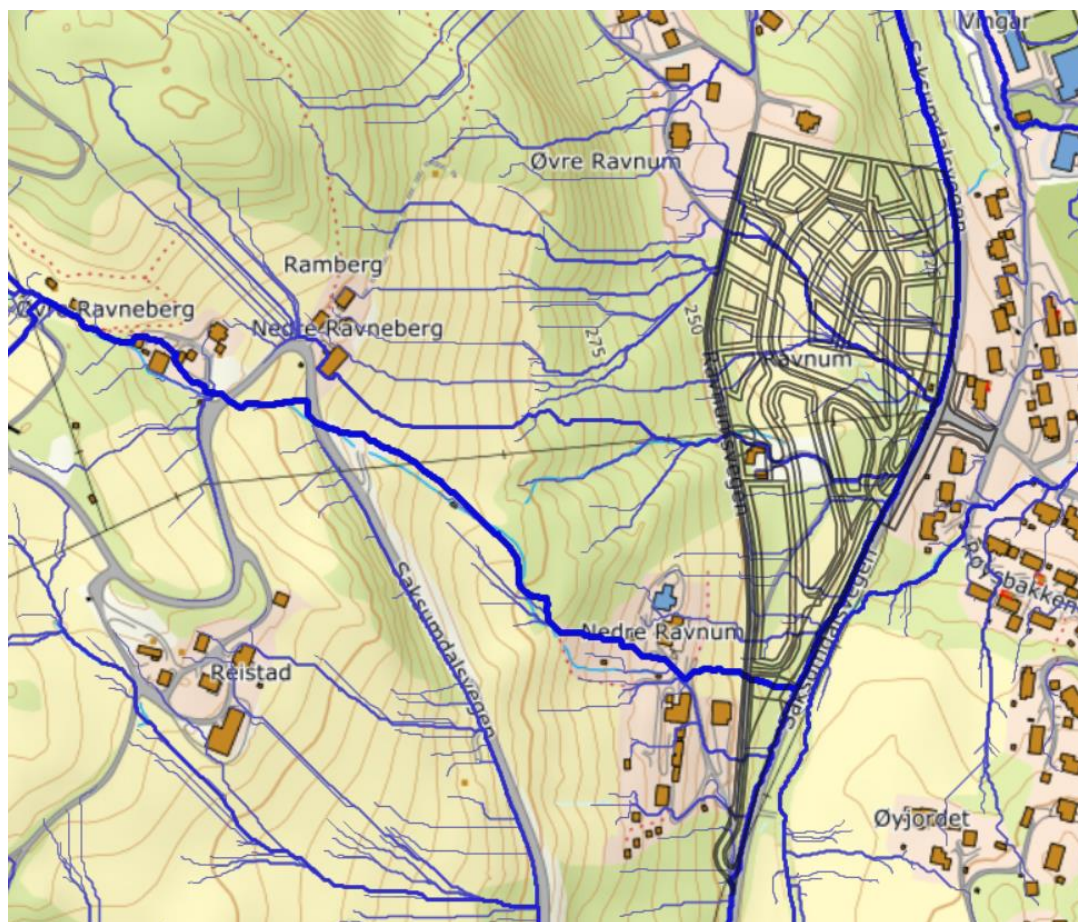 Vingar
Saksumdalsvegen
Øvre Ravnum
Ramberg
Øvre Ravneberg
Nedre Ravneberg
250
275
Ravnum
Ravnumsvegen
Saksumdalsvegen
Røysbakken
Saksumdalsvegen
Nedre Ravnum
Reistad
Øyjordet